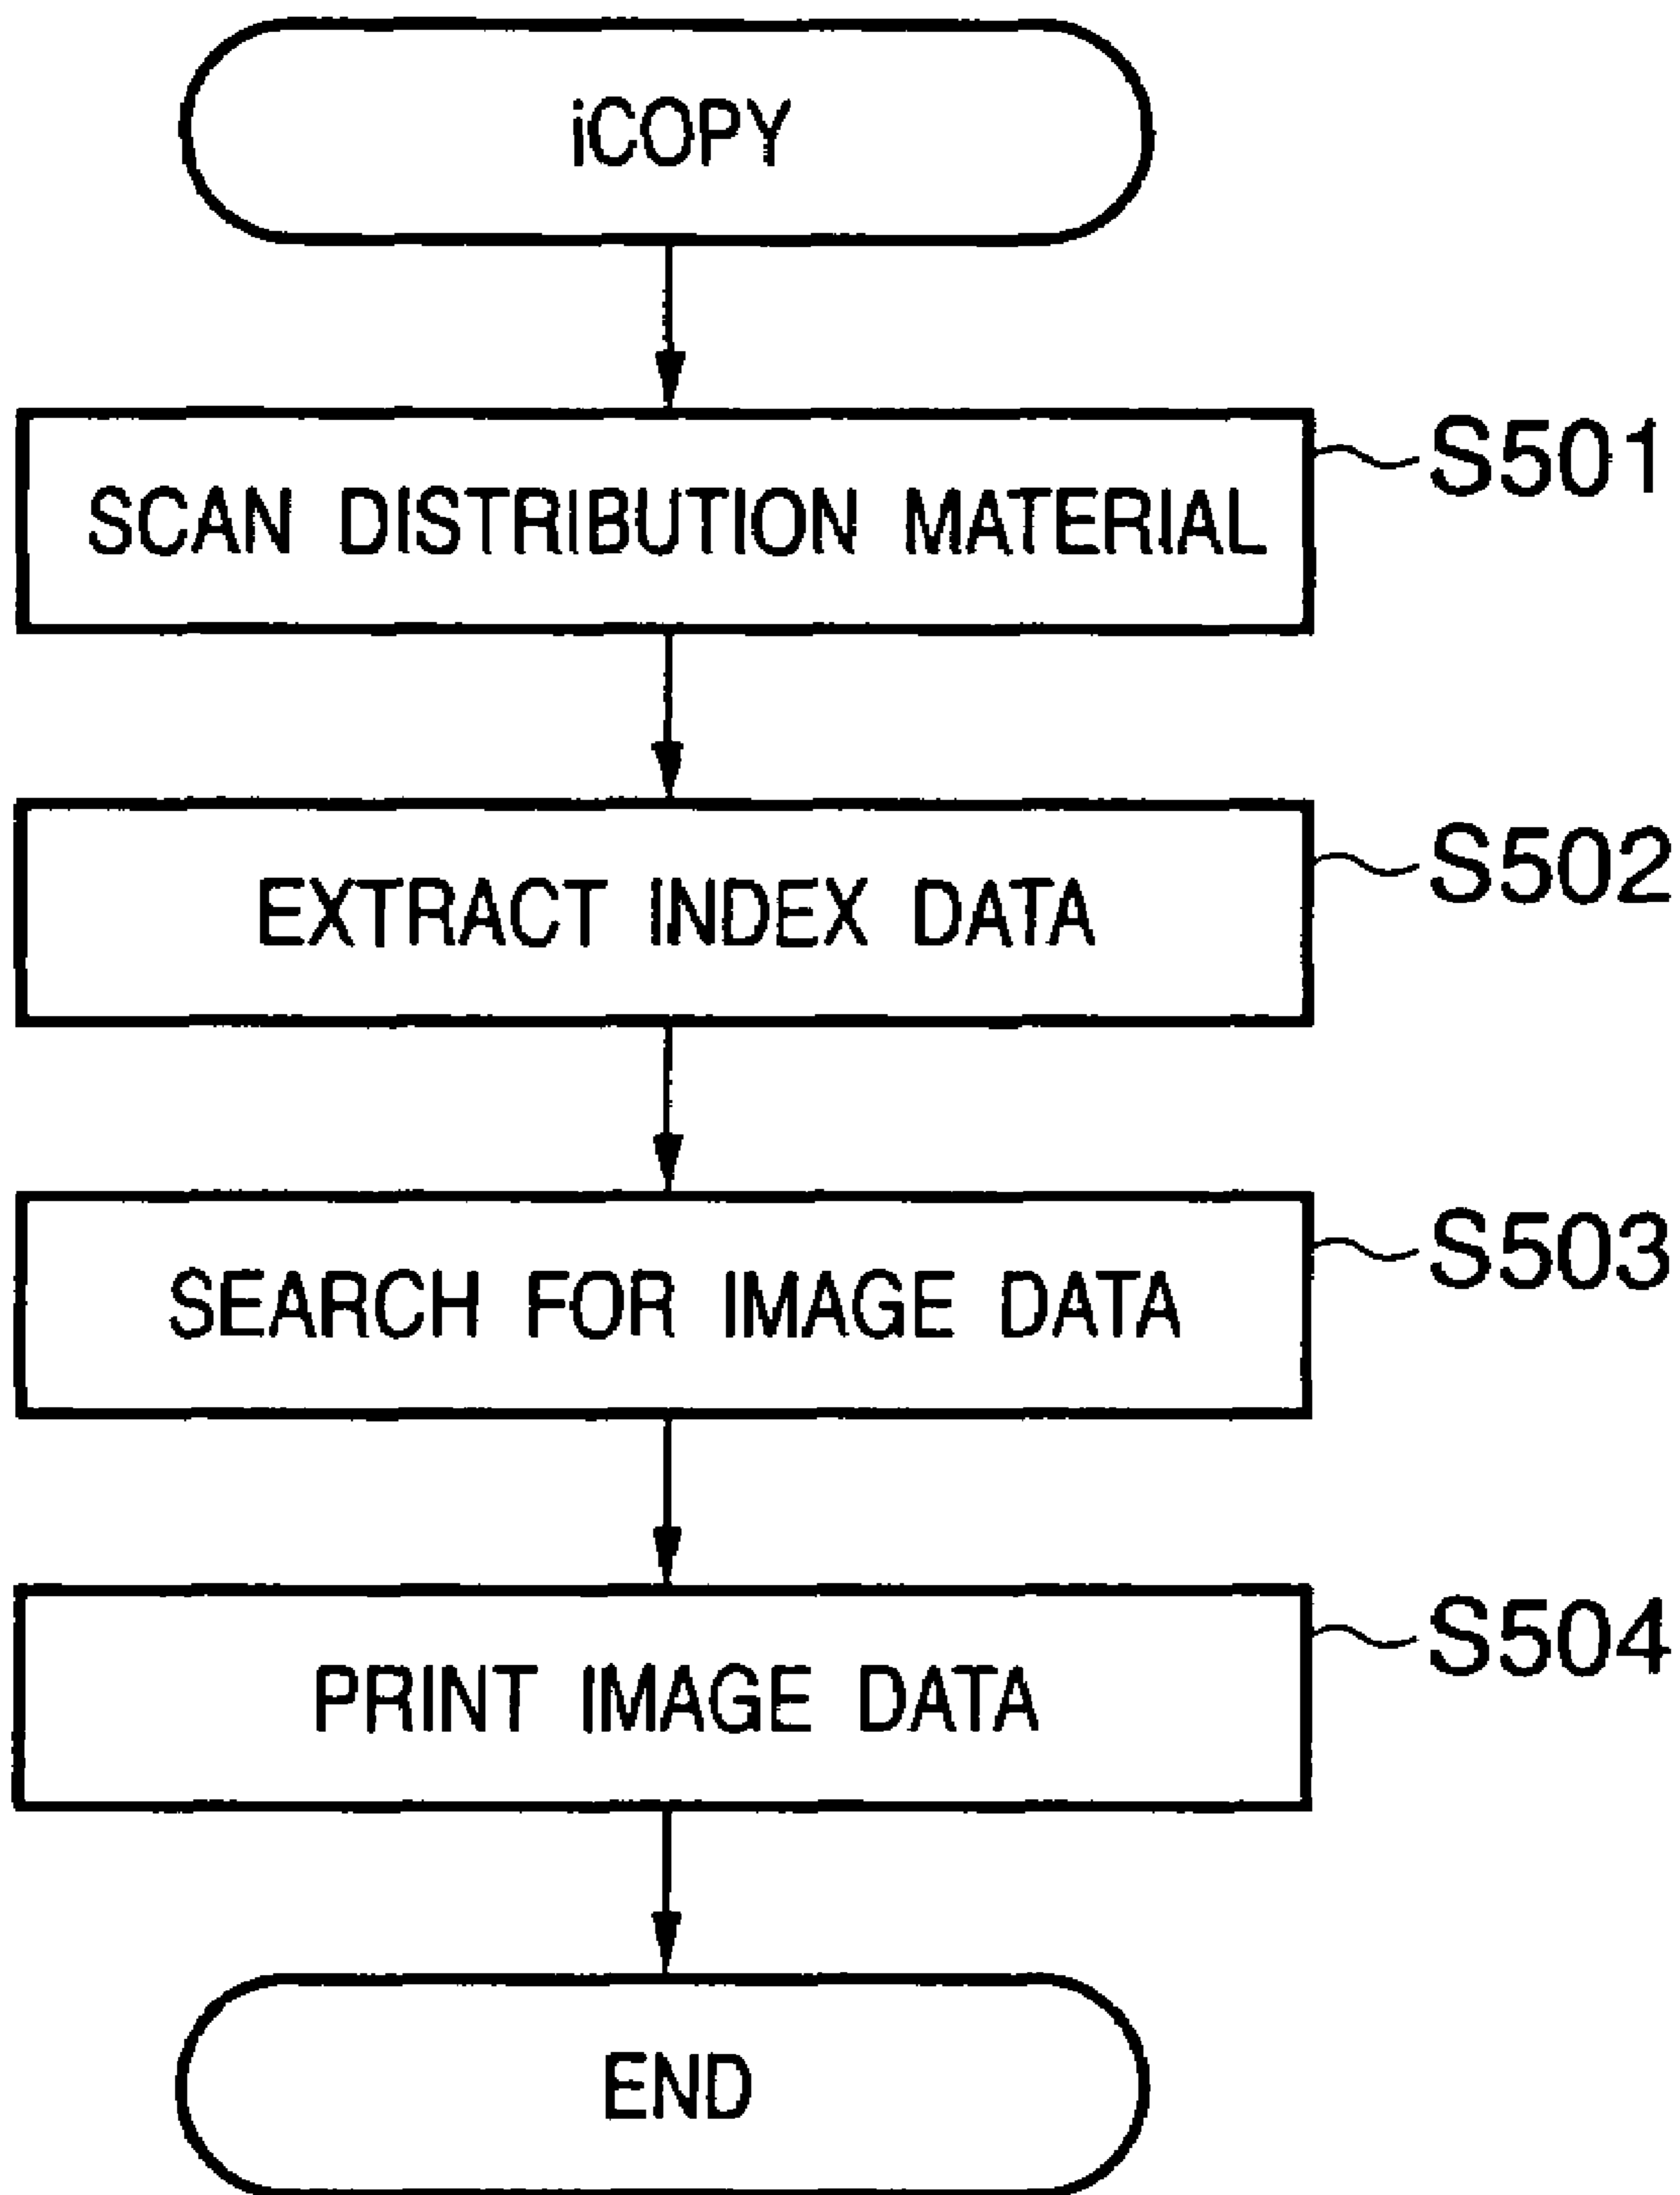 iCOPY
SCAN DISTRIBUTION MATERIAL
S501
EXTRACT INDEX DATA
S502
SEARCH FOR IMAGE DATA
S503
PRINT IMAGE DATA
S504
END